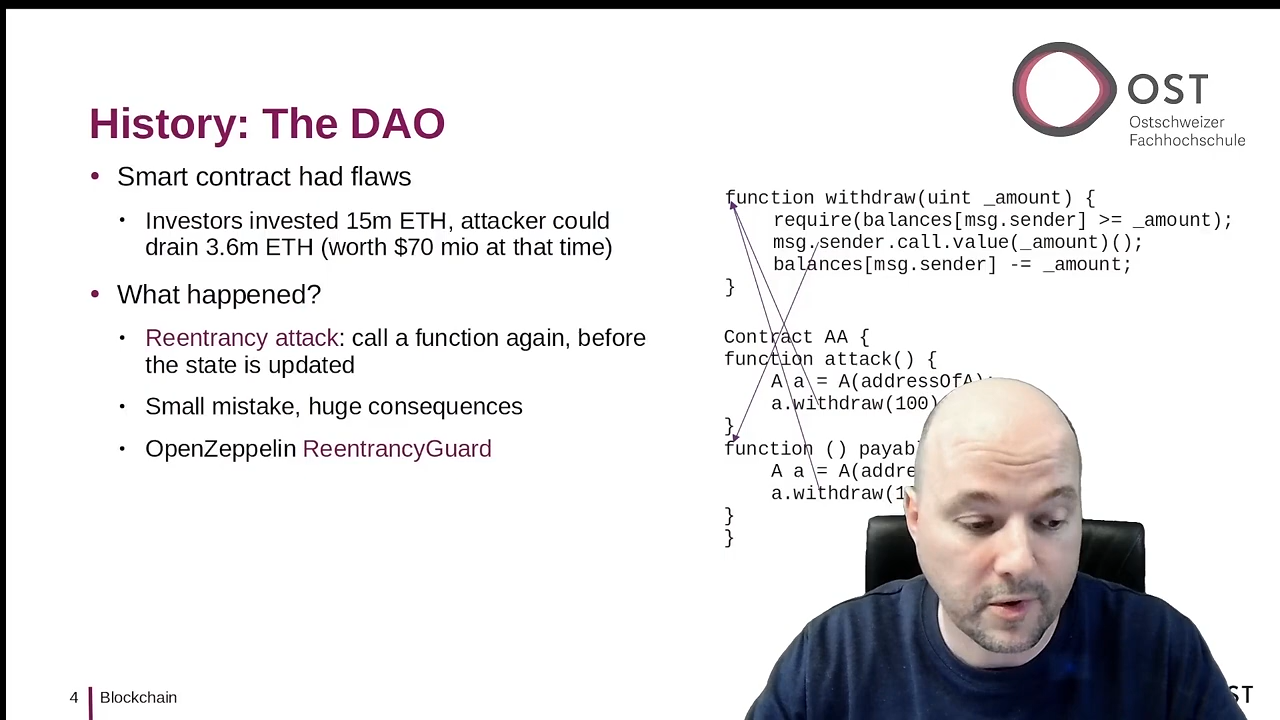 OST
Ostschweizer
Fachhochschule
History: The DAO
• Smart contract had flaws
• Investors invested 15m ETH, attacker could
drain 3.6m ETH (worth $70 mio at that time)
• What happened?
• Reentrancy attack: call a function again, before
the state is updated
• Small mistake, huge consequences
• OpenZeppelin ReentrancyGuard
function withdraw(uint _amount) {
require(balances[msg.sender] >= _amount);
msg.sender.call.value(_amount)();
balances[msg.sender] -= _amount;
}
Contract AA {
function attack() {
A a = A(addressOfA);
a.withdraw(100)
}
function () payab
A a = A(addre
a.withdraw(1
}
}
4 Blockchain
ST